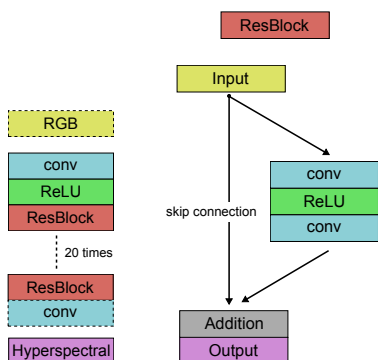 ResBlock
Input
RGB
conv
ReLU
ResBlock
20 times
ResBlock
conv
Hyperspectral
skip connection
conv
ReLU
conv
Addition
Output